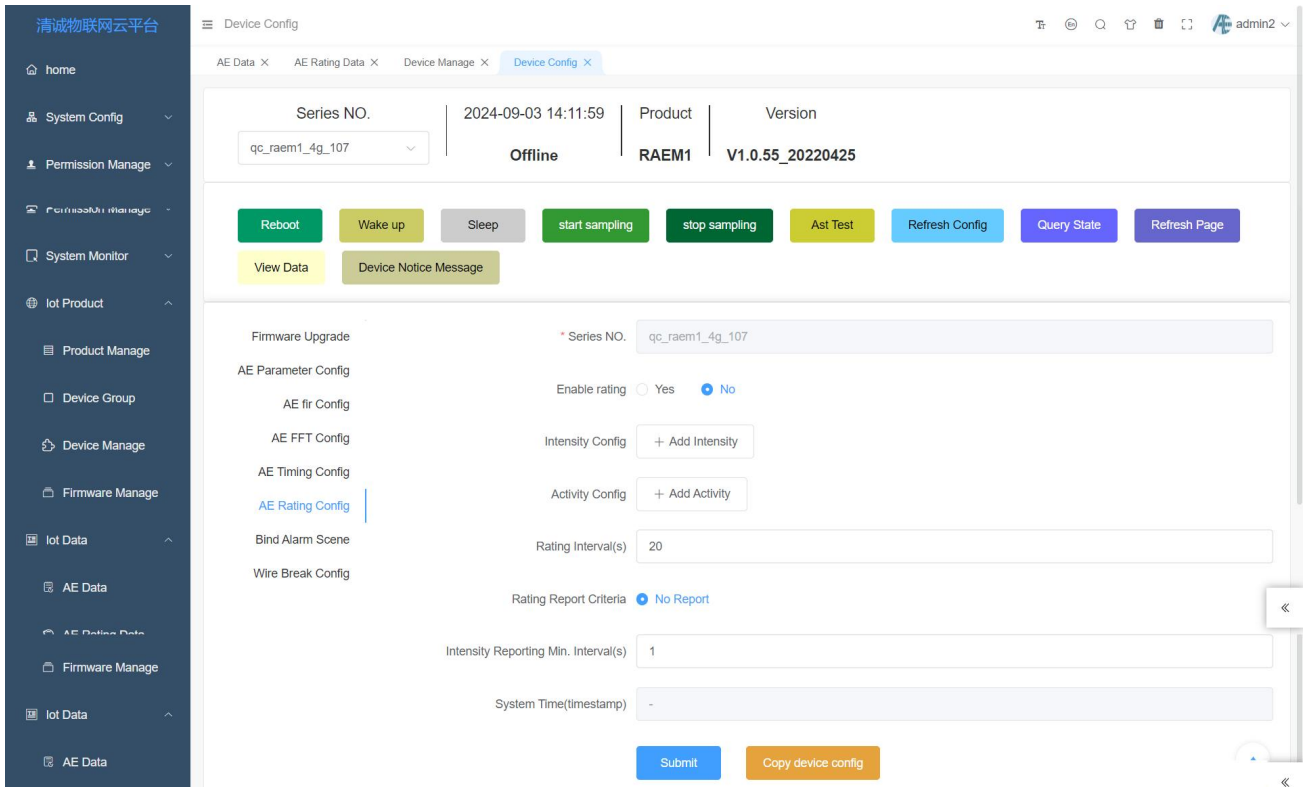 清诚物联网云平台
Device Config
En
admin2
home
System Config
Permission Manage
Permission Manage
System Monitor
Iot Product
Product Manage
Device Group
Device Manage
Firmware Manage
Iot Data
AE Data
AE Rating Data
Firmware Manage
Iot Data
AE Data
AE Data
AE Rating Data
Device Manage
Device Config
Series NO.
qc_raem1_4g_107
2024-09-03 14:11:59
Offline
Product
RAEM1
Version
V1.0.55_20220425
Reboot
Wake up
Sleep
start sampling
stop sampling
Ast Test
Refresh Config
Query State
Refresh Page
View Data
Device Notice Message
Firmware Upgrade
AE Parameter Config
AE fir Config
AE FFT Config
AE Timing Config
AE Rating Config
Bind Alarm Scene
Wire Break Config
* Series NO. qc_raem1_4g_107
Enable rating Yes No
Intensity Config + Add Intensity
Activity Config + Add Activity
Rating Interval(s) 20
Rating Report Criteria No Report
Intensity Reporting Min. Interval(s) 1
System Time(timestamp) -
Submit
Copy device config